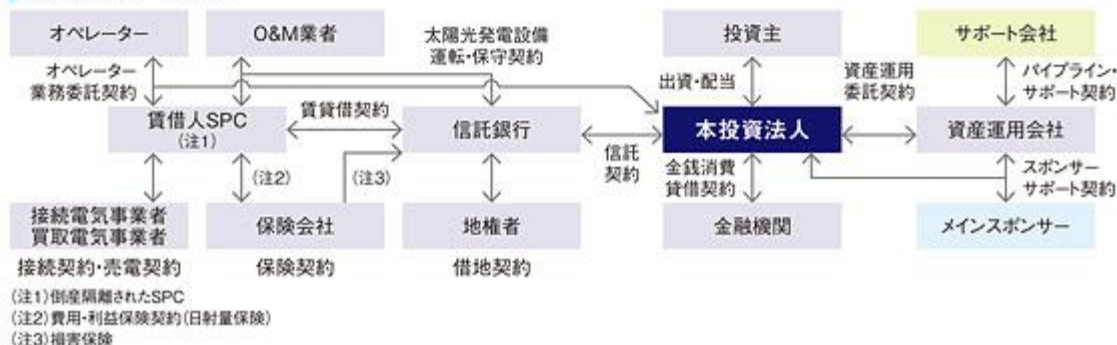 オペレーター
O&M業者
太陽光発電設備
運転・保守契約
投資主
サポート会社
オペレーター
業務委託契約
出資・配当
資産運用
委託契約
パイプライン・
サポート契約
賃借人SPC
(注1)
賃貸借契約
信託銀行
本投資法人
資産運用会社
(注2)
(注3)
信託
契約
金銭消費
貸借契約
スポンサー
サポート契約
接続電気事業者
買取電気事業者
保険会社
地権者
金融機関
メインスポンサー
接続契約・売電契約
保険契約
借地契約
(注1)倒産隔離されたSPC
(注2)費用・利益保険契約(日射量保険)
(注3)損害保険